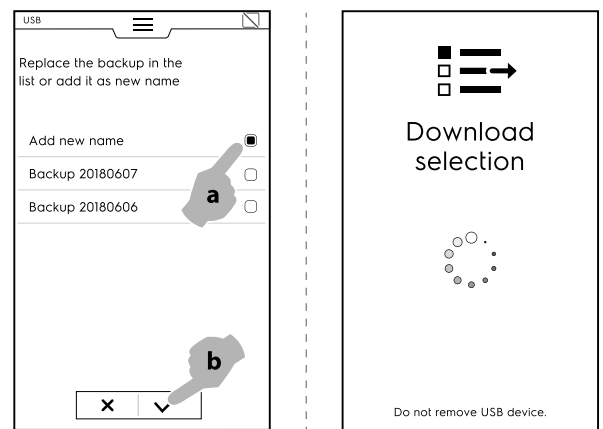 USB
Replace the backup in the
list or add it as new name
Add new name
Backup 20180607
Backup 20180606
a
b
Download
selection
Do not remove USB device.